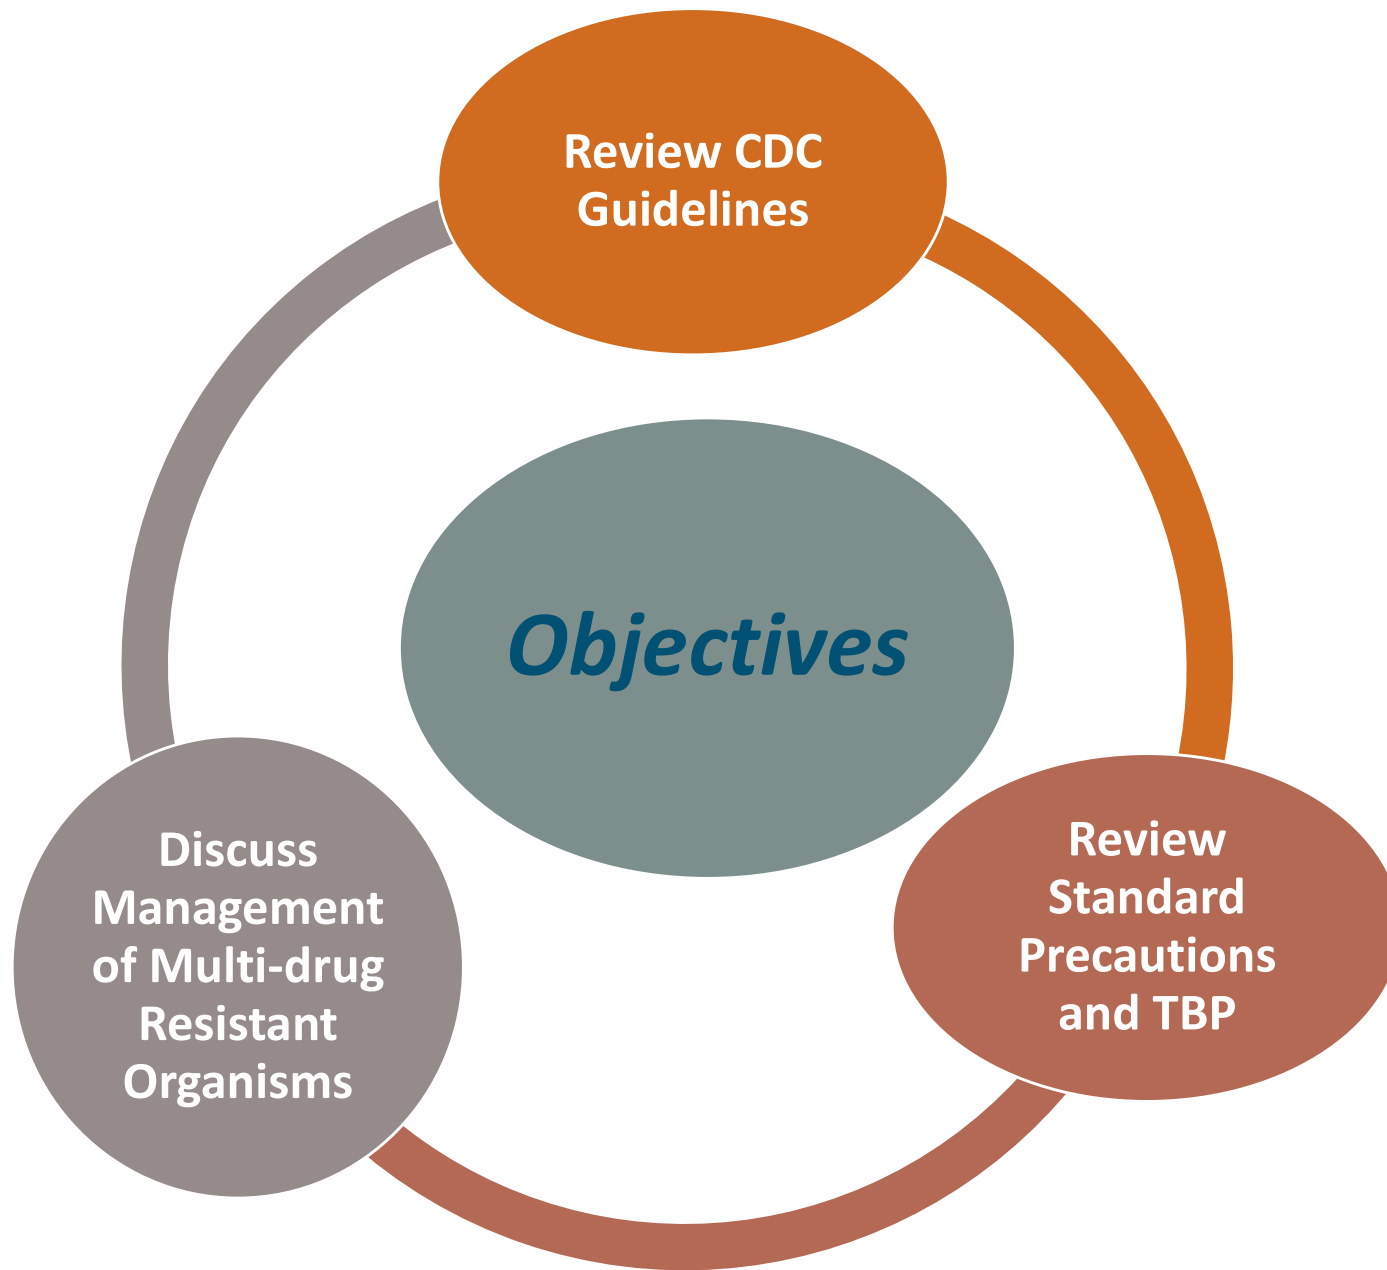 Review CDC
Guidelines
Objectives
Review
Standard
Precautions
and TBP
Discuss
Management
of Multi-drug
Resistant
Organisms